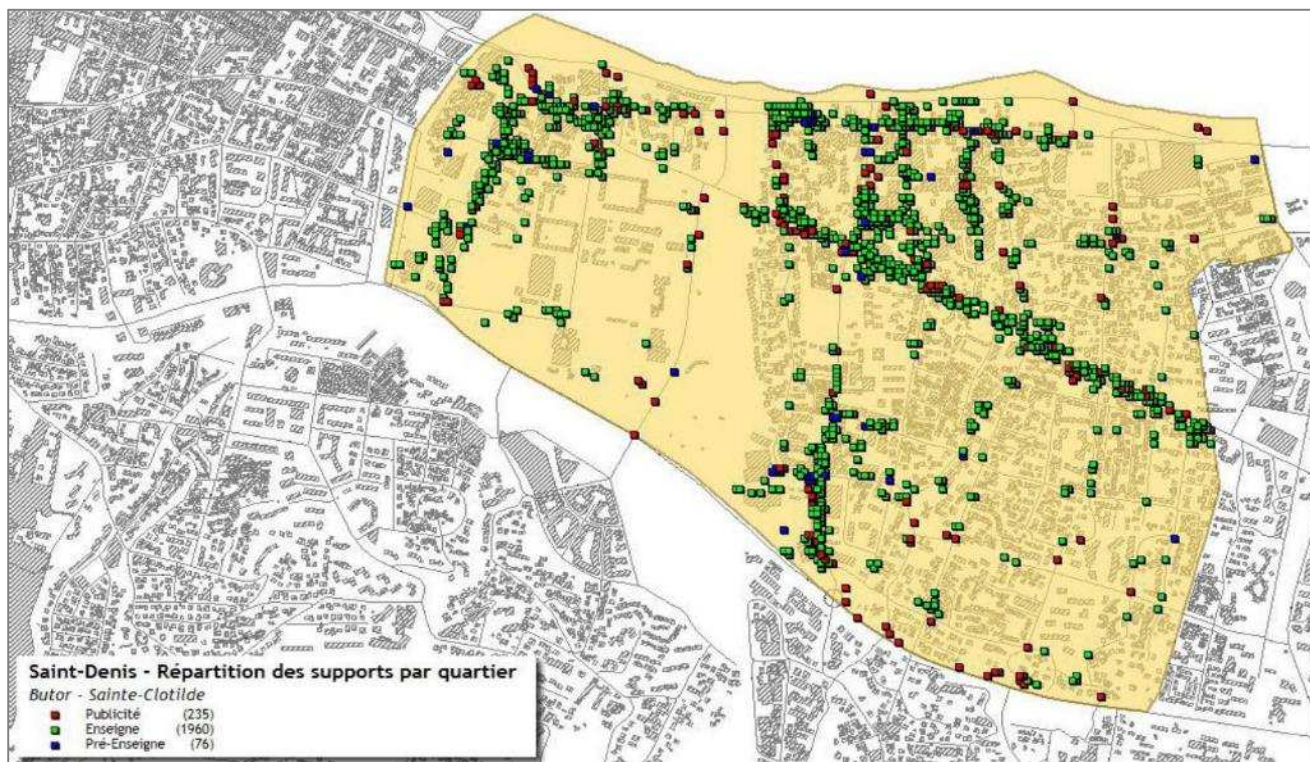 Saint-Denis - Répartition des supports par quartier
Butor - Sainte-Clotilde
Publicité (235)
Enseigne (1960)
Pré-Enseigne (76)